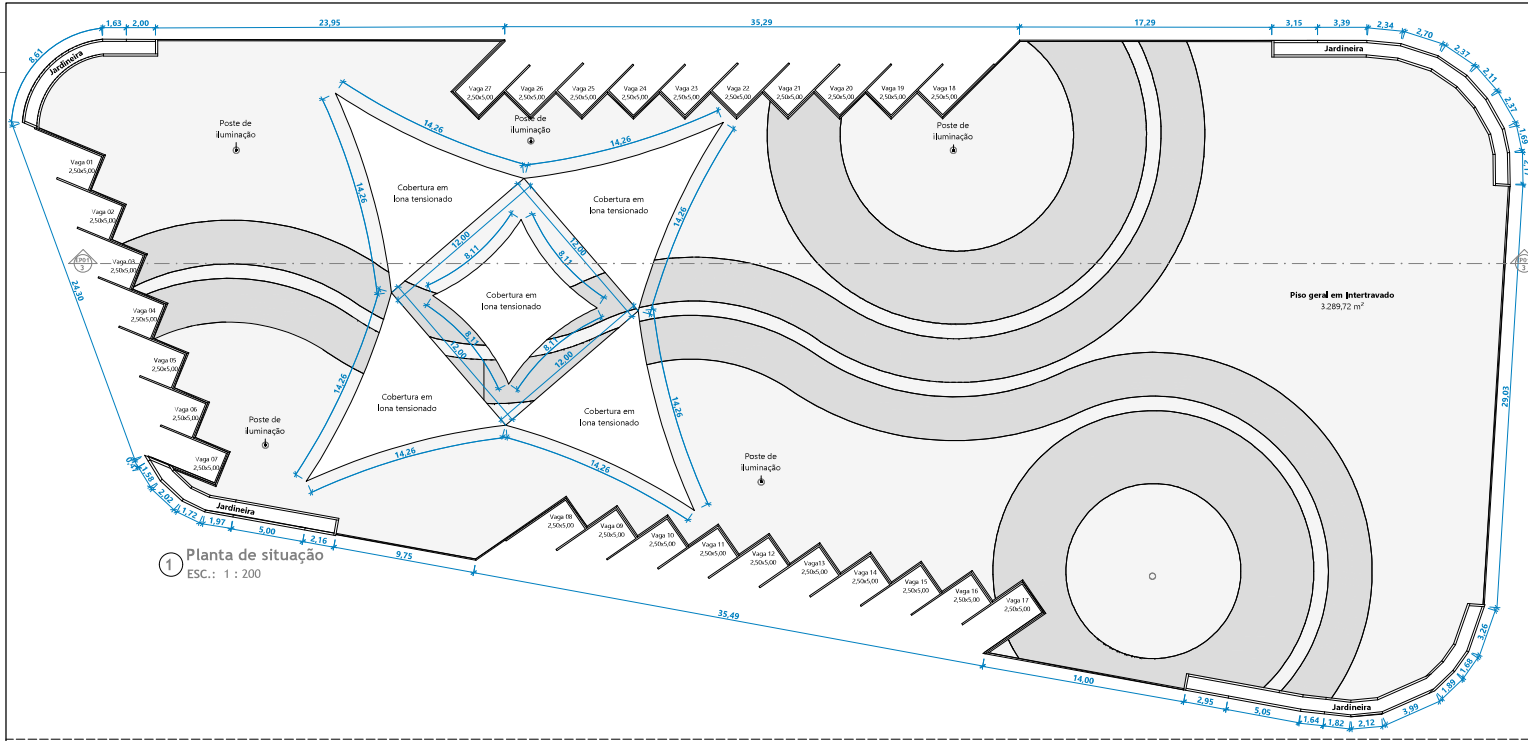 1,63
2,00
23,95
35,29
17,29
3,15
3,39
2,34
2,70
2,37
2,11
2,37
1,69
2,17
8,61
Jardineira
Jardineira
Vaga 27
2,50x5,00
Vaga 26
2,50x5,00
Vaga 25
2,50x5,00
Vaga 24
2,50x5,00
Vaga 23
2,50x5,00
Vaga 22
2,50x5,00
Vaga 21
2,50x5,00
Vaga 20
2,50x5,00
Vaga 19
2,50x5,00
Vaga 18
2,50x5,00
Poste de
iluminação
Poste de
iluminação
Poste de
iluminação
14,26
14,26
14,26
14,26
Vaga 01
2,50x5,00
Vaga 02
2,50x5,00
Vaga 03
2,50x5,00
Vaga 04
2,50x5,00
Vaga 05
2,50x5,00
Vaga 06
2,50x5,00
Vaga 07
2,50x5,00
Cobertura em
lona tensionado
Cobertura em
lona tensionado
12,00
12,00
8,11
8,11
3
3
24,30
Cobertura em
lona tensionado
Piso geral em Intertravado
3.289,72 m²
8,11
8,11
12,00
12,00
14,26
14,26
29,03
Cobertura em
lona tensionado
Cobertura em
lona tensionado
Poste de
iluminação
Poste de
iluminação
14,26
14,26
1,58
2,02
1,72
1,97
5,00
2,16
9,75
Jardineira
1
Planta de situação
ESC.: 1 : 200
Vaga 08
2,50x5,00
Vaga 09
2,50x5,00
Vaga 10
2,50x5,00
Vaga 11
2,50x5,00
Vaga 12
2,50x5,00
Vaga13
2,50x5,00
Vaga 14
2,50x5,00
Vaga 15
2,50x5,00
Vaga 16
2,50x5,00
Vaga 17
2,50x5,00
35,49
14,00
2,95
5,05
1,64
1,82
2,12
3,99
1,89
1,68
3,26
Jardineira